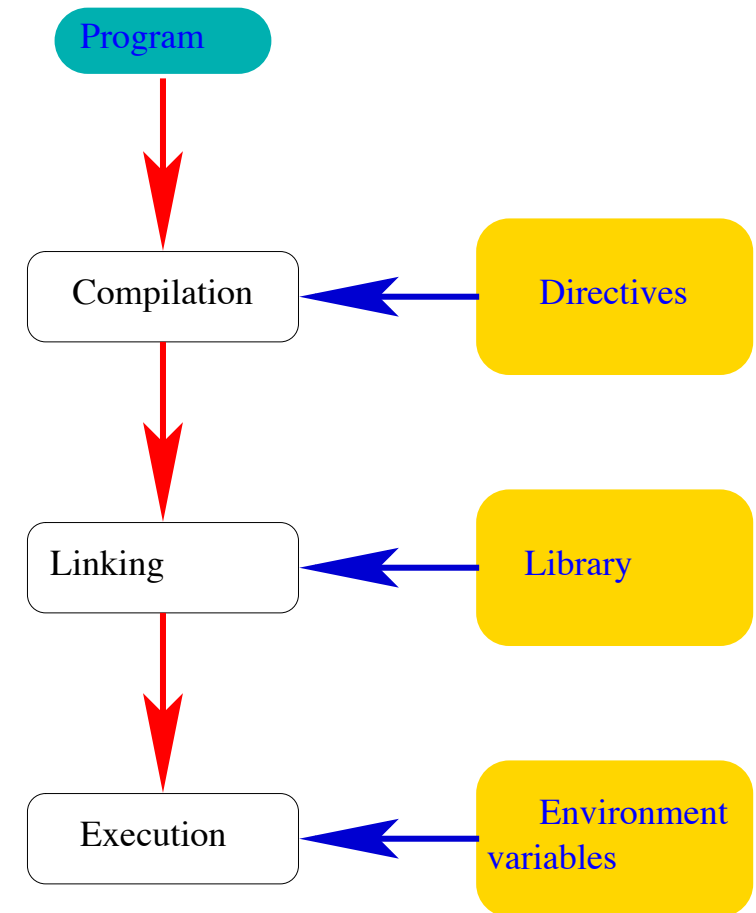 Program
Compilation
Directives
Linking
Library
Execution
Environment
variables